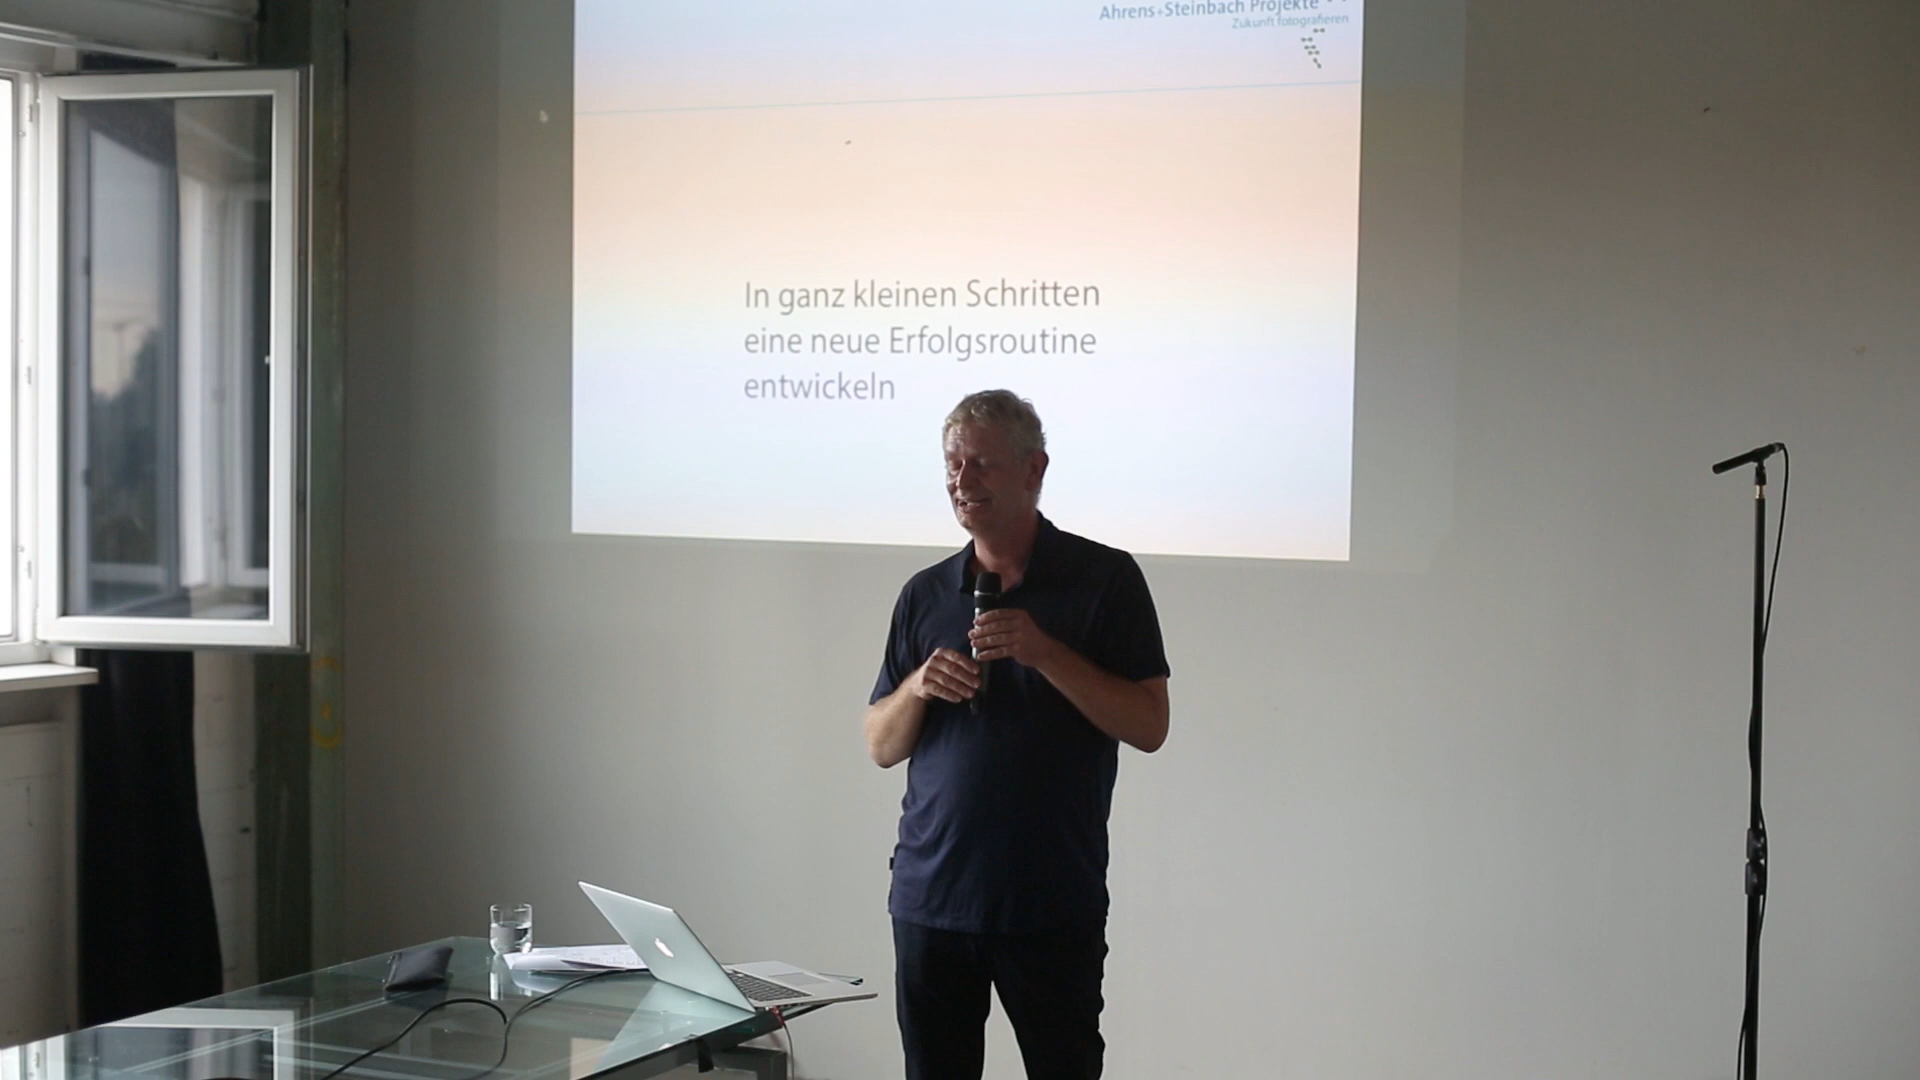 Ahrens+Steinbach Projekte
Zukunft fotografieren
In ganz kleinen Schritten
eine neue Erfolgsroutine
entwickeln